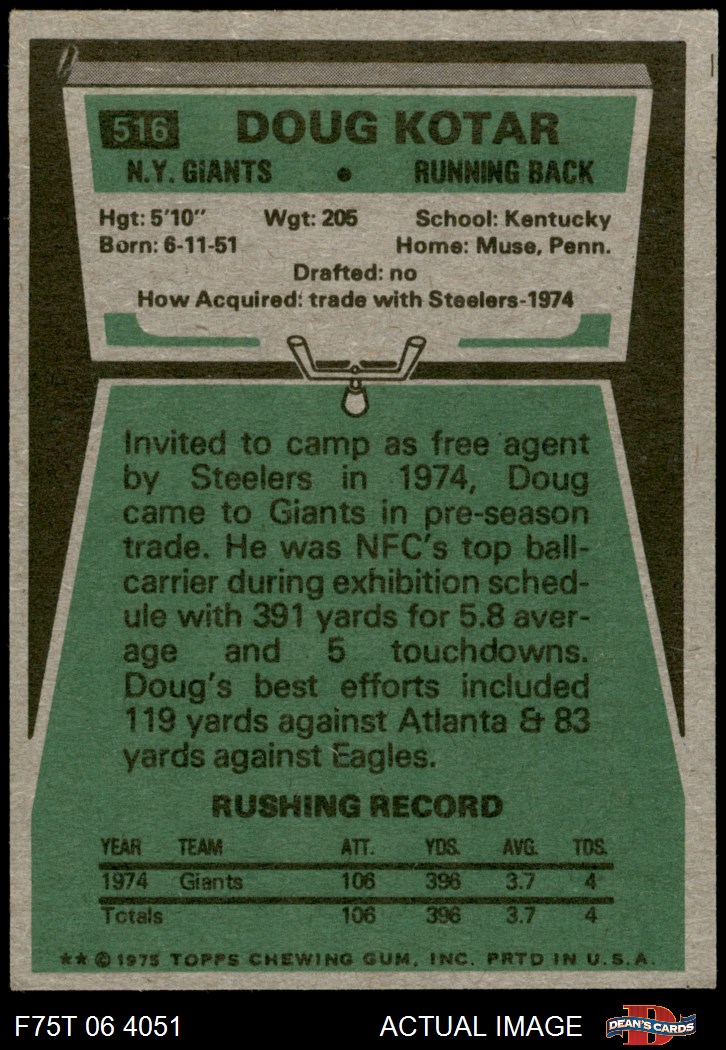 516 DOUG KOTAR
N.Y. GIANTS • RUNNING BACK
Hgt: 5'10" Wgt: 205 School: Kentucky
Born: 6-11-51 Home: Muse, Penn.
Drafted: no
How Acquired: trade with Steelers-1974
Invited to camp as free agent
by Steelers in 1974, Doug
came to Giants in pre-season
trade. He was NFC's top ball-
carrier during exhibition sched-
ule with 391 yards for 5.8 aver-
age and 5 touchdowns.
Doug's best efforts included
119 yards against Atlanta & 83
yards against Eagles.
RUSHING RECORD
YEAR TEAM ATT. YDS. AVG. TDS.
1974 Giants 106 396 3.7 4
Totals 106 396 3.7 4
** © 1975 TOPPS CHEWING GUM, INC. PRTD IN U.S.A.
F75T 06 4051 ACTUAL IMAGE D DEAN'S CARDS